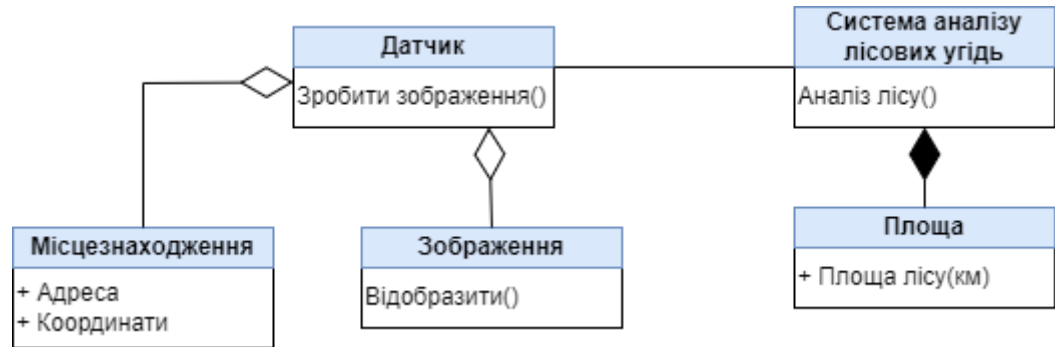 Датчик
Зробити зображення()
Система аналізу
лісових угідь
Аналіз лісу()
Місцезнаходження
+ Адреса
+ Координати
Зображення
Відобразити()
Площа
+ Площа лісу(км)